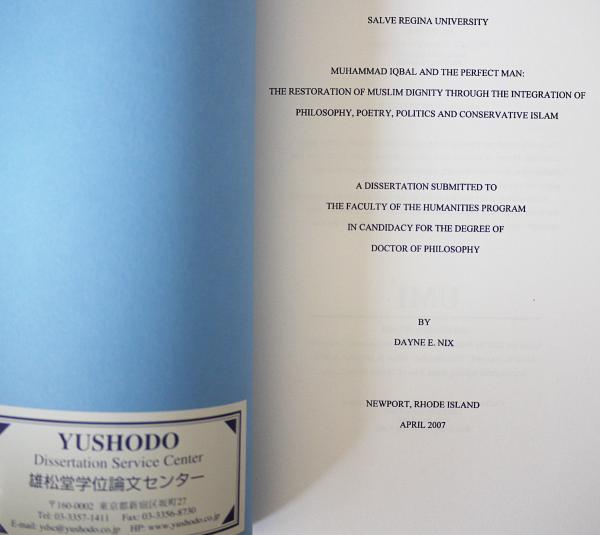 SALVE REGINA UNIVERSITY
MUHAMMAD IQBAL AND THE PERFECT MAN:
THE RESTORATION OF MUSLIM DIGNITY THROUGH THE INTEGRATION OF
PHILOSOPHY, POETRY, POLITICS AND CONSERVATIVE ISLAM
A DISSERTATION SUBMITTED TO
THE FACULTY OF THE HUMANITIES PROGRAM
IN CANDIDACY FOR THE DEGREE OF
DOCTOR OF PHILOSOPHY
UMI
BY
DAYNE E. NIX
NEWPORT, RHODE ISLAND
APRIL 2007
YUSHODO
Dissertation Service Center
雄松堂学位論文センター
〒160-0002 東京都新宿区坂町27
Tel: 03-3357-1411 Fax: 03-3356-8730
E-mail: ydsc@yushodo.co.jp HP: www.yushodo.co.jp